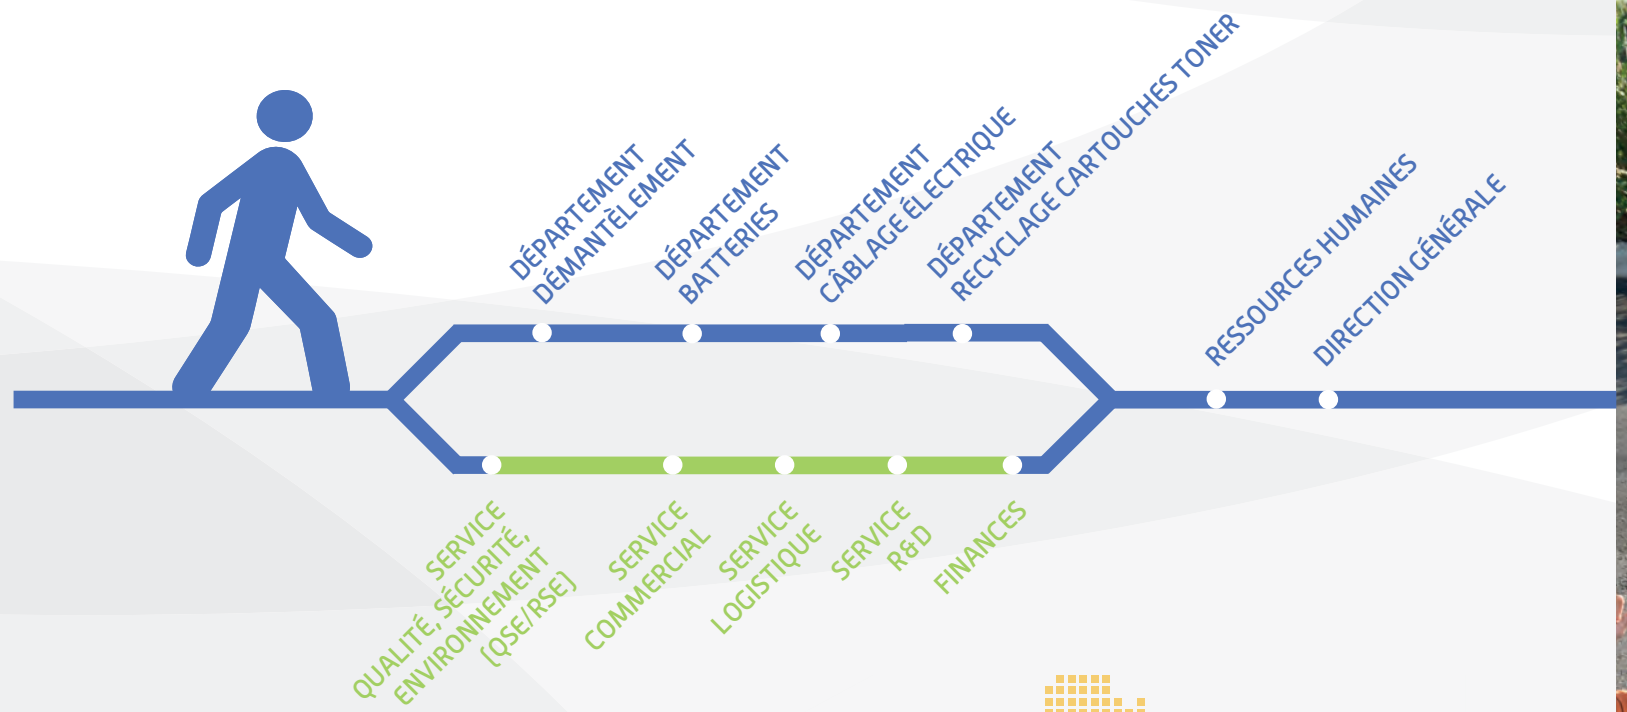 DÉPARTEMENT
DÉMANTÈLEMENT
DÉPARTEMENT
BATTERIES
DÉPARTEMENT
CÂBLAGE ÉLECTRIQUE
DÉPARTEMENT
RECYCLAGE CARTOUCHES TONER
RESSOURCES HUMAINES
DIRECTION GÉNÉRALE
SERVICE
QUALITÉ, SÉCURITÉ,
ENVIRONNEMENT
(QSE/RSE)
SERVICE
COMMERCIAL
SERVICE
LOGISTIQUE
SERVICE
R&D
FINANCES